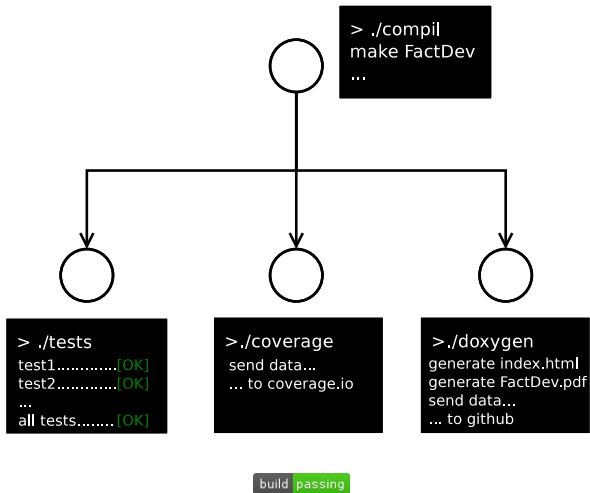 > ./compil
make FactDev
...
> ./tests
test1.............[OK]
test2.............[OK]
...
all tests........[OK]
>./coverage
send data...
... to coverage.io
>./doxygen
generate index.html
generate FactDev.pdf
send data...
... to github
build passing